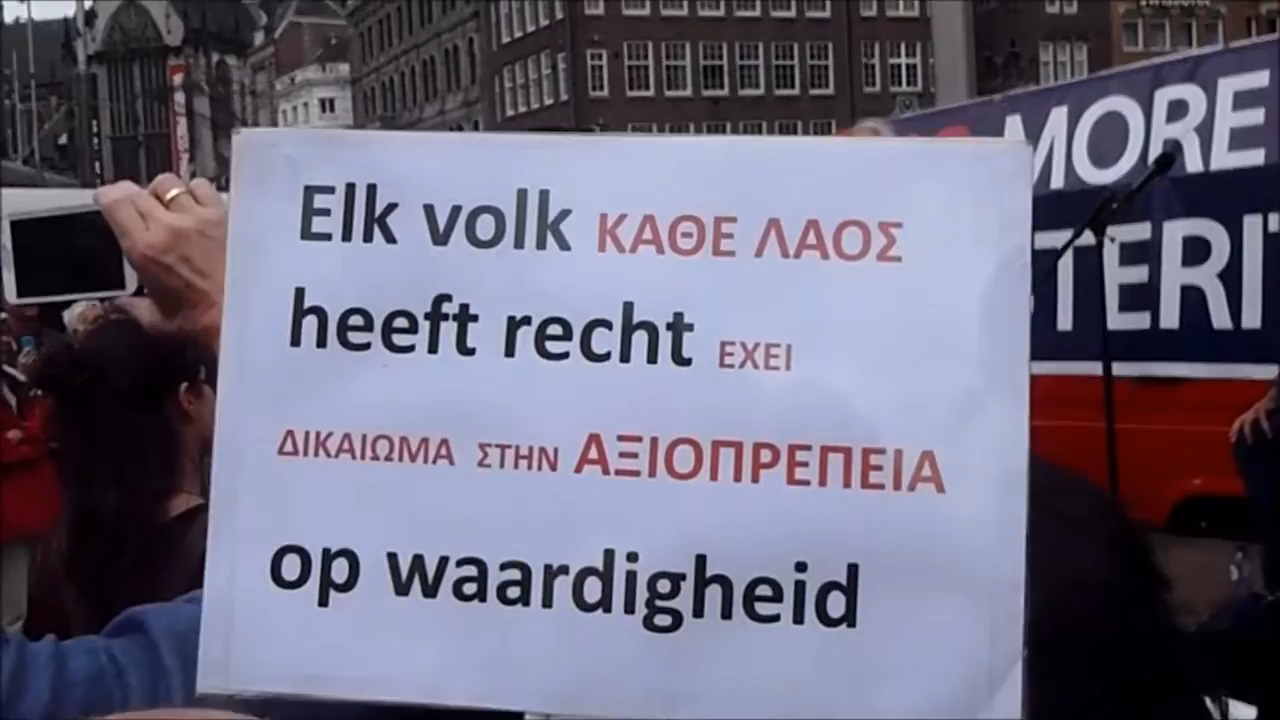 Elk volk ΚΑΘΕ ΛΑΟΣ
heeft recht ΕΧΕΙ
ΔΙΚΑΙΩΜΑ ΣΤΗΝ ΑΞΙΟΠΡΕΠΕΙΑ
op waardigheid
MORE